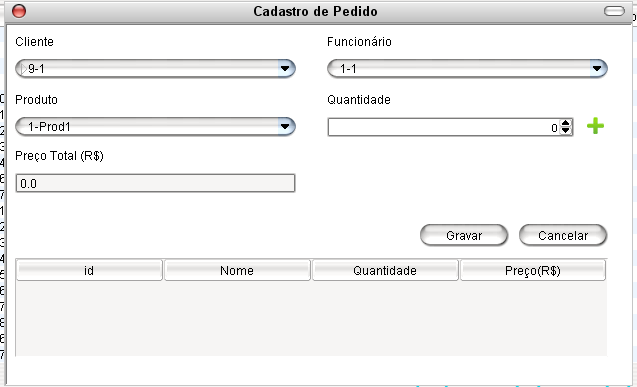 Cadastro de Pedido
Cliente Funcionário
9-1 1-1
Produto Quantidade
1-Prod1 0
Preço Total (R$)
0.0
Gravar Cancelar
id Nome Quantidade Preço(R$)